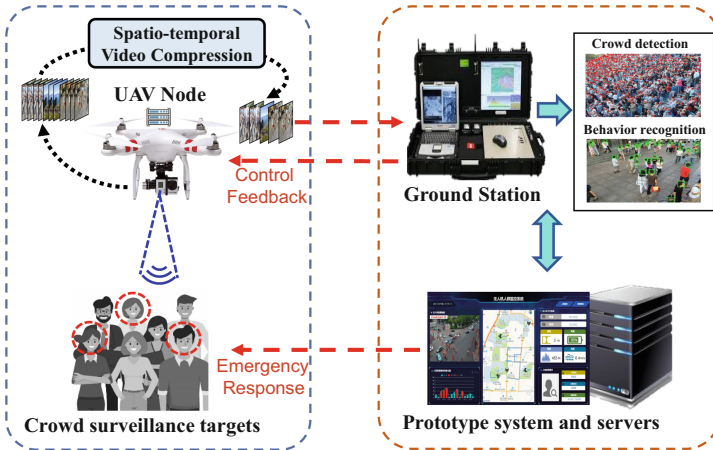 Spatio-temporal
Video Compression
UAV Node
Control
Feedback
Ground Station
Crowd detection
Behavior recognition
Emergency
Response
Crowd surveillance targets
Prototype system and servers